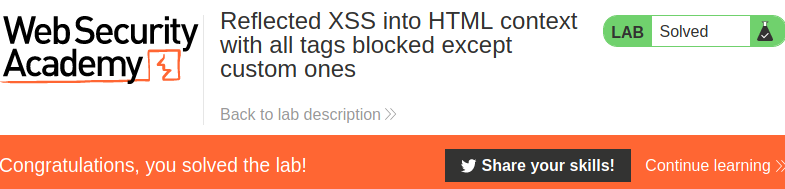 Web Security
Academy
Reflected XSS into HTML context
with all tags blocked except
custom ones
Back to lab description
LAB Solved
Congratulations, you solved the lab!
Share your skills!
Continue learning